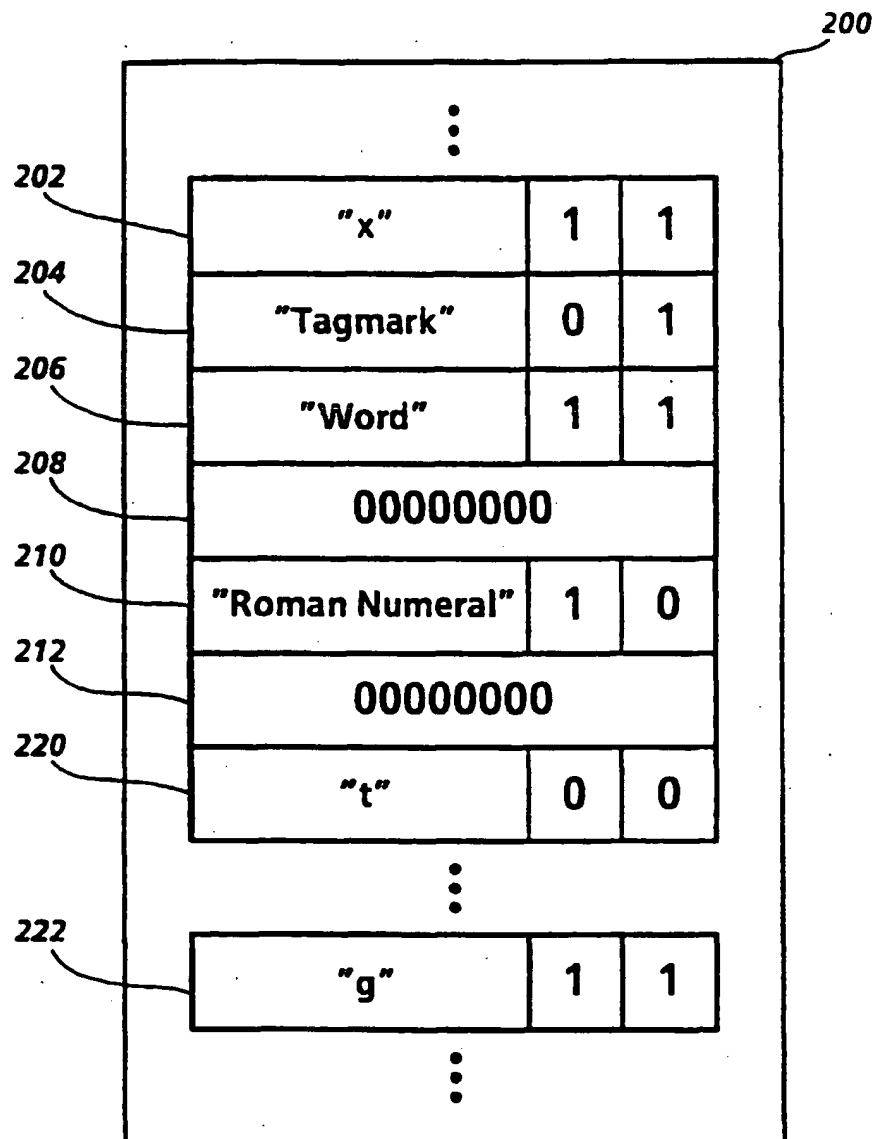 200
202 "x" 1 1
204 "Tagmark" 0 1
206 "Word" 1 1
208 00000000
210 "Roman Numeral" 1 0
212 00000000
220 "t" 0 0
222 "g" 1 1